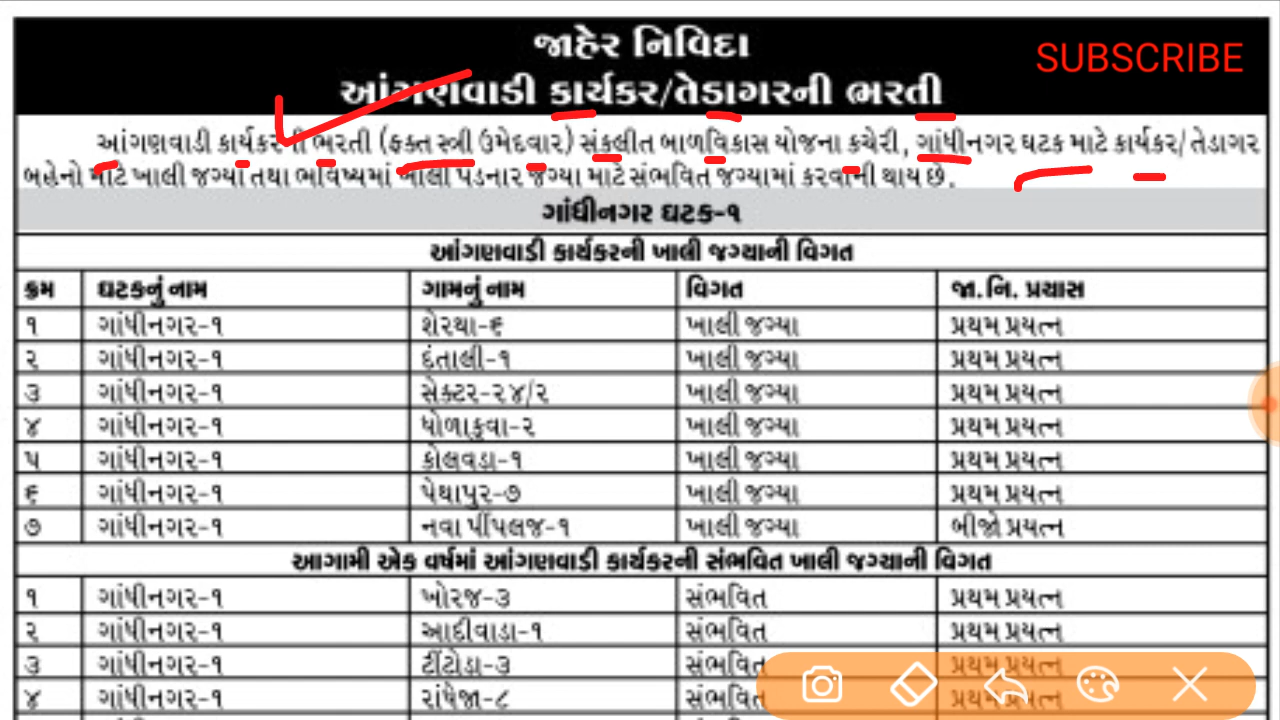 જાહેર નિવિદા
SUBSCRIBE
આંગણવાડી કાર્યકર/તેડાગરની ભરતી
આંગણવાડી કાર્યકરની ભરતી (ફક્ત સ્ત્રી ઉમેદવાર) સંકલીત બાળવિકાસ યોજના કચેરી, ગાંધીનગર ઘટક માટે કાર્યકર/તેડાગર
બહેનો માટે ખાલી જગ્યા તથા ભવિષ્યમાં ખાલી પડનાર જગ્યા માટે સંભવિત જગ્યામાં કરવાની થાય છે.
ગાંધીનગર ઘટક-૧
આંગણવાડી કાર્યકરની ખાલી જગ્યાની વિગત
ક્રમ ઘટકનું નામ ગામનું નામ વિગત જા.નિ. પ્રયાસ
૧ ગાંધીનગર-૧ શેરથા-૬ ખાલી જગ્યા પ્રથમ પ્રયત્ન
૨ ગાંધીનગર-૧ દંતાલી-૧ ખાલી જગ્યા પ્રથમ પ્રયત્ન
૩ ગાંધીનગર-૧ સેક્ટર-૨૪/૨ ખાલી જગ્યા પ્રથમ પ્રયત્ન
૪ ગાંધીનગર-૧ ધોળાકુવા-૨ ખાલી જગ્યા પ્રથમ પ્રયત્ન
૫ ગાંધીનગર-૧ કોલવડા-૧ ખાલી જગ્યા પ્રથમ પ્રયત્ન
૬ ગાંધીનગર-૧ પેથાપુર-૭ ખાલી જગ્યા પ્રથમ પ્રયત્ન
૭ ગાંધીનગર-૧ નવા પીંપલજ-૧ ખાલી જગ્યા બીજો પ્રયત્ન
આગામી એક વર્ષમાં આંગણવાડી કાર્યકરની સંભવિત ખાલી જગ્યાની વિગત
૧ ગાંધીનગર-૧ ખોરજ-૩ સંભવિત પ્રથમ પ્રયત્ન
૨ ગાંધીનગર-૧ આદીવાડા-૧ સંભવિત પ્રથમ પ્રયત્ન
૩ ગાંધીનગર-૧ ટીંટોડા-૩ સંભવિત પ્રથમ પ્રયત્ન
૪ ગાંધીનગર-૧ રાંધેજા-૮ સંભવિત પ્રથમ પ્રયત્ન